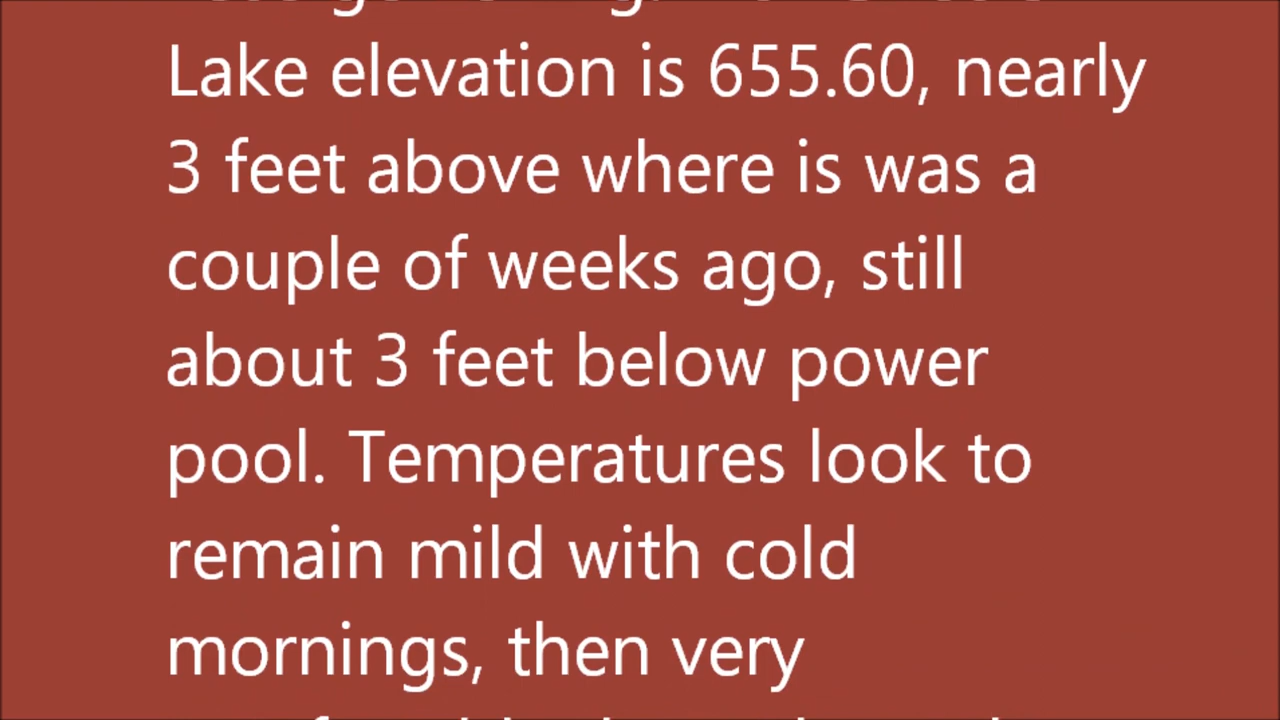 Lake elevation is 655.60, nearly
3 feet above where is was a
couple of weeks ago, still
about 3 feet below power
pool. Temperatures look to
remain mild with cold
mornings, then very